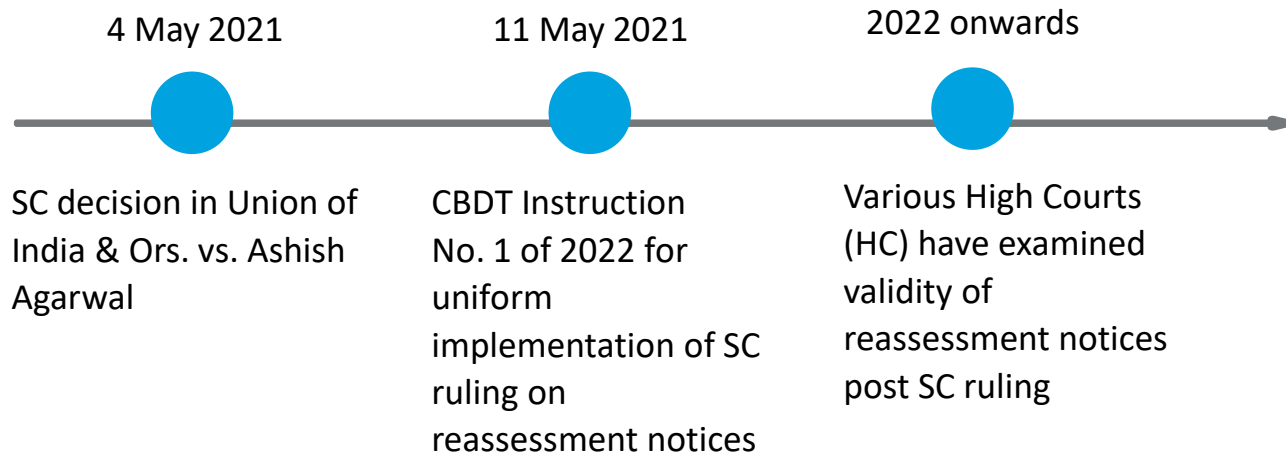 4 May 2021
11 May 2021
2022 onwards
SC decision in Union of
India & Ors. vs. Ashish
Agarwal
CBDT Instruction
No. 1 of 2022 for
uniform
implementation of SC
ruling on
reassessment notices
Various High Courts
(HC) have examined
validity of
reassessment notices
post SC ruling